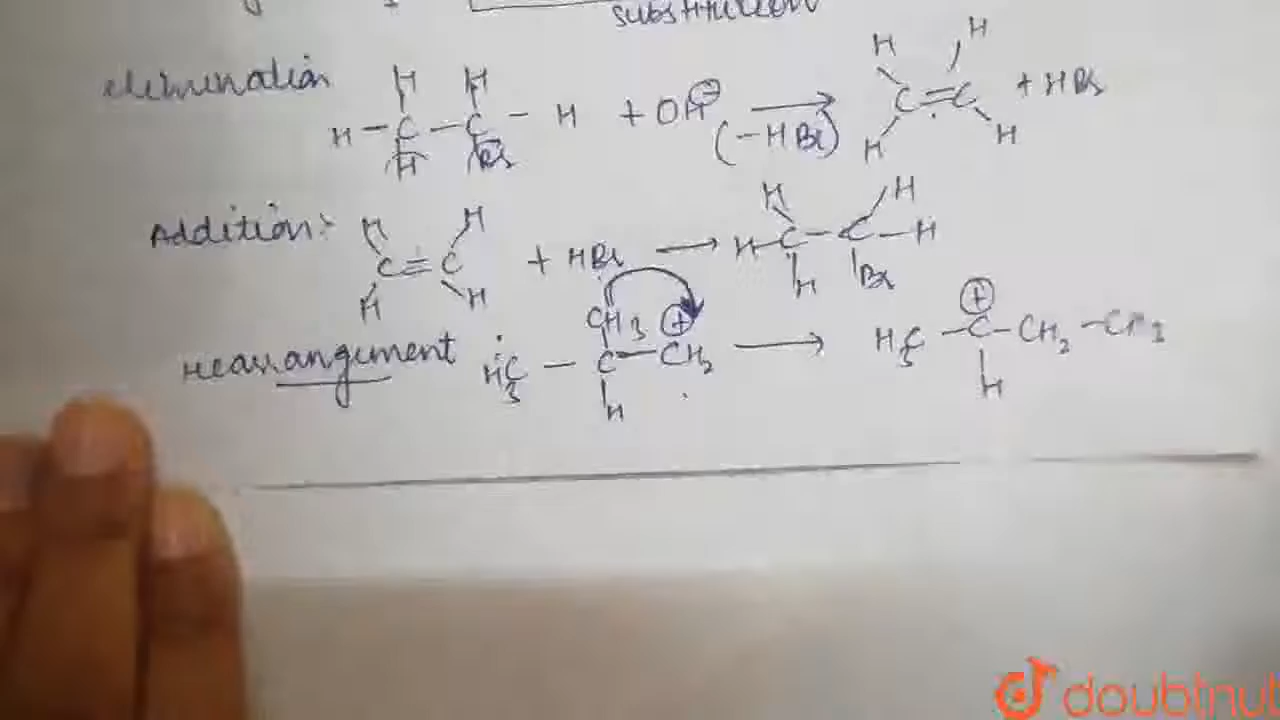 substitution
elimination H H
H - C - C - H + OH⊖ ⟶ (-HBr) H H C = C H H + HBr
H Br
Addition:- H H C = C H H + HBr ⟶ H H H - C - C - H H Br
Rearrangement H3C - C - CH2 ⊕ CH3 H ⟶ H3C - C ⊕ - CH2 - CH3 H
doubtnut